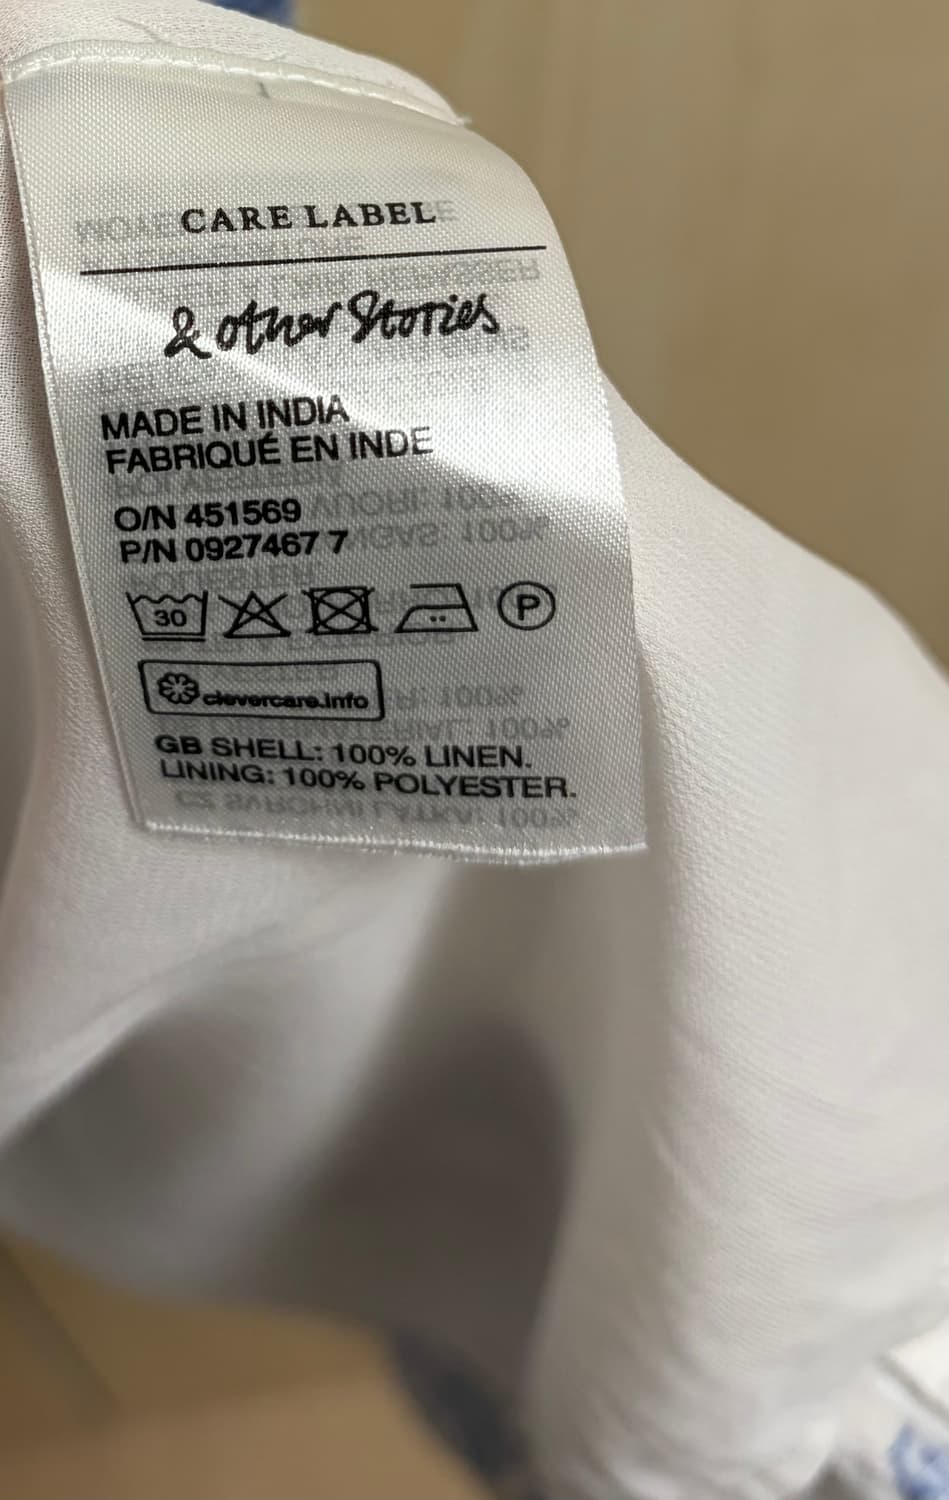 CARE LABEL
& other Stories
MADE IN INDIA
FABRIQUÉ EN INDE
O/N 451569
P/N 0927467 7
30
P
clevercare.info
GB SHELL: 100% LINEN.
LINING: 100% POLYESTER.